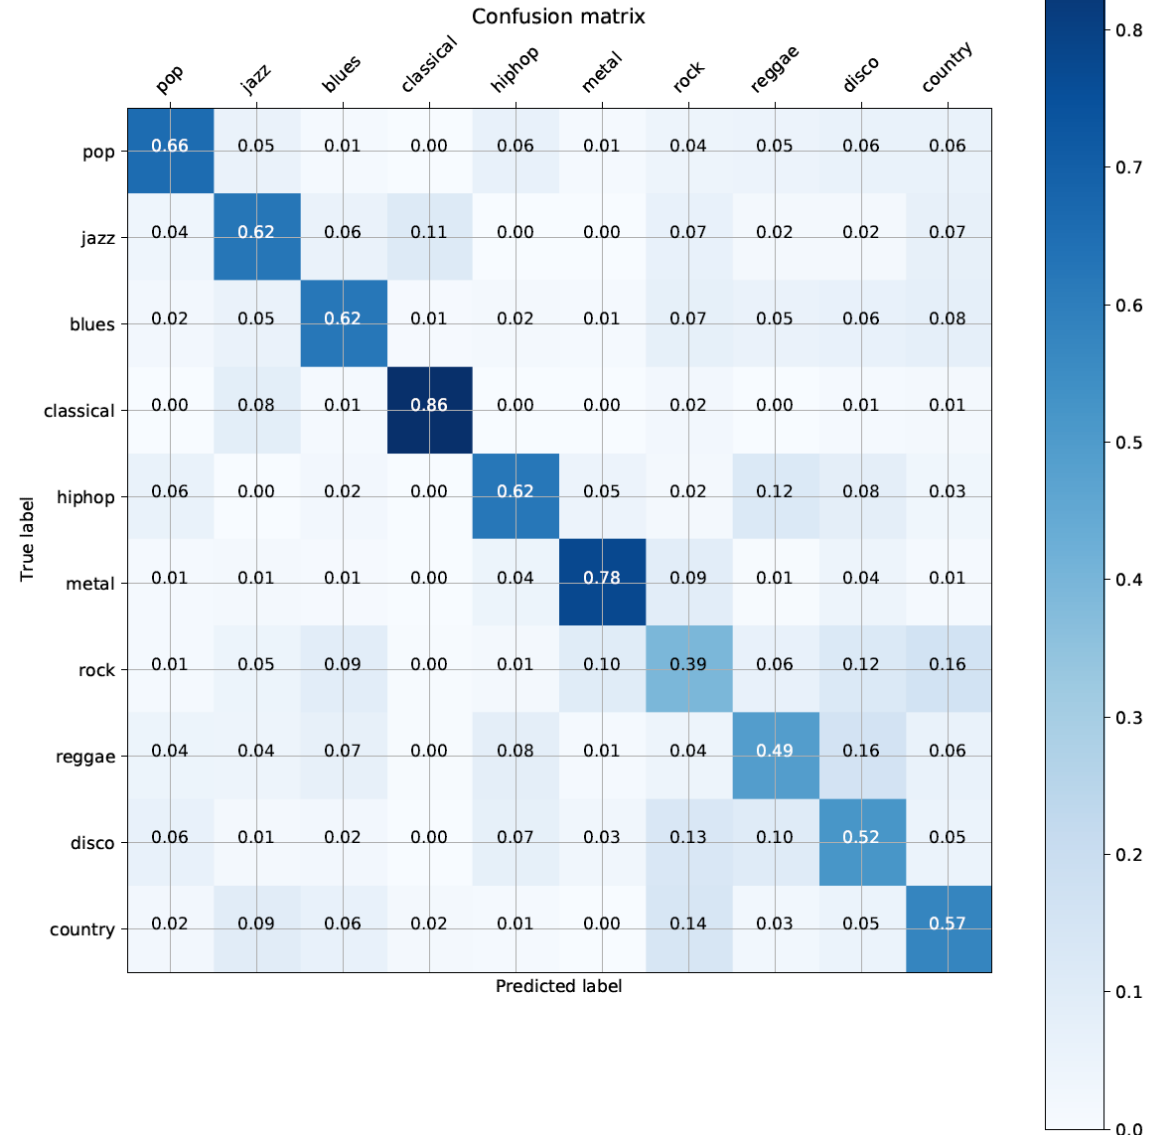 Confusion matrix
pop jazz blues classical hiphop metal rock reggae disco country
pop 0.66 0.05 0.01 0.00 0.06 0.01 0.04 0.05 0.06 0.06
jazz 0.04 0.62 0.06 0.11 0.00 0.00 0.07 0.02 0.02 0.07
blues 0.02 0.05 0.62 0.01 0.02 0.01 0.07 0.05 0.06 0.08
classical 0.00 0.08 0.01 0.86 0.00 0.00 0.02 0.00 0.01 0.01
hiphop 0.06 0.00 0.02 0.00 0.62 0.05 0.02 0.12 0.08 0.03
metal 0.01 0.01 0.01 0.00 0.04 0.78 0.09 0.01 0.04 0.01
rock 0.01 0.05 0.09 0.00 0.01 0.10 0.39 0.06 0.12 0.16
reggae 0.04 0.04 0.07 0.00 0.08 0.01 0.04 0.49 0.16 0.06
disco 0.06 0.01 0.02 0.00 0.07 0.03 0.13 0.10 0.52 0.05
country 0.02 0.09 0.06 0.02 0.01 0.00 0.14 0.03 0.05 0.57
True label
Predicted label
0.8
0.7
0.6
0.5
0.4
0.3
0.2
0.1
0.0